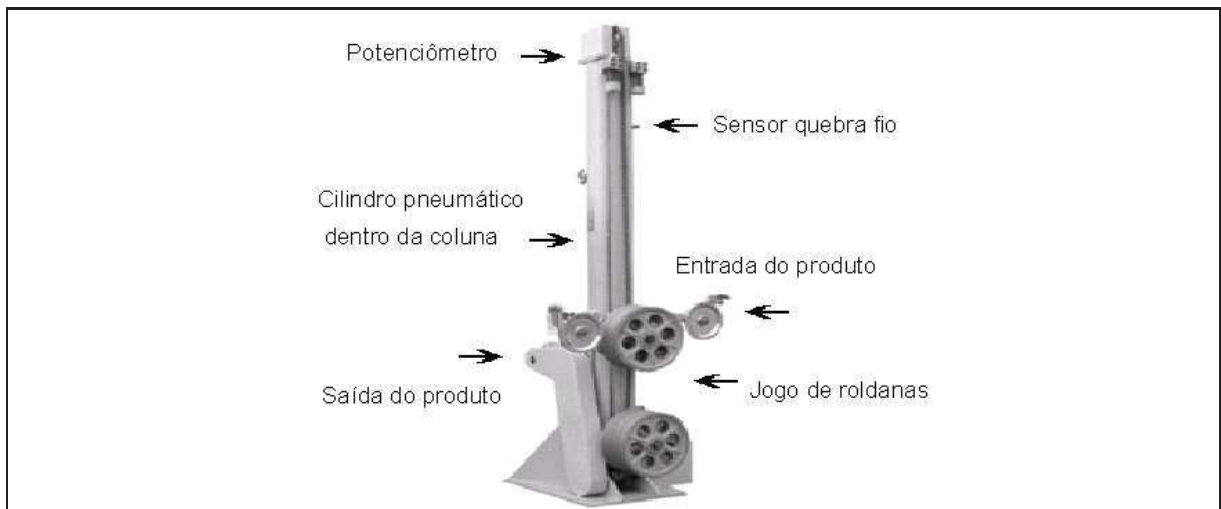 Potenciômetro
Sensor quebra fio
Cilindro pneumático
dentro da coluna
Entrada do produto
Saída do produto
Jogo de roldanas